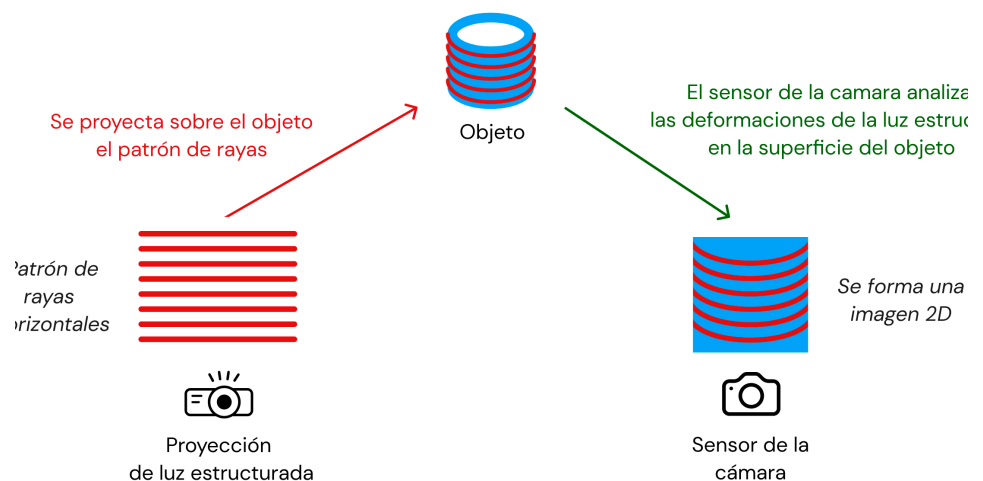 Objeto
Se proyecta sobre el objeto
el patrón de rayas
El sensor de la camara analiza
las deformaciones de la luz estruc
en la superficie del objeto
Patrón de
rayas
orizontales
Se forma una
imagen 2D
Proyección
de luz estructurada
Sensor de la
cámara